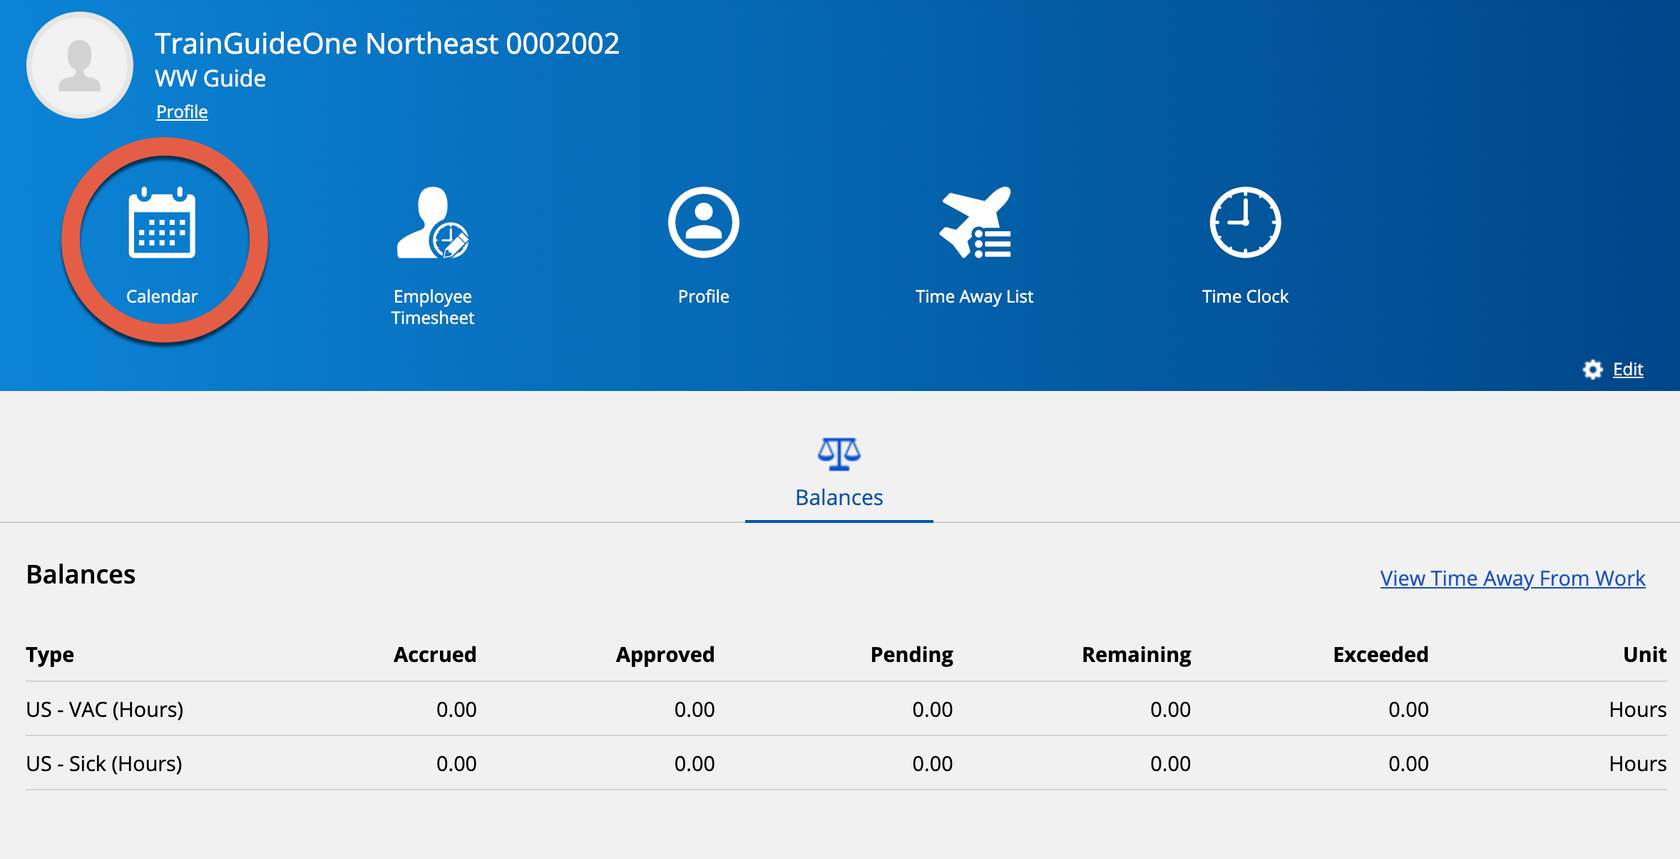 TrainGuideOne Northeast 0002002
WW Guide
Profile
Calendar
Employee
Timesheet
Profile
Time Away List
Time Clock
Edit
Balances
Balances
View Time Away From Work
Type Accrued Approved Pending Remaining Exceeded Unit
US - VAC (Hours) 0.00 0.00 0.00 0.00 0.00 Hours
US - Sick (Hours) 0.00 0.00 0.00 0.00 0.00 Hours